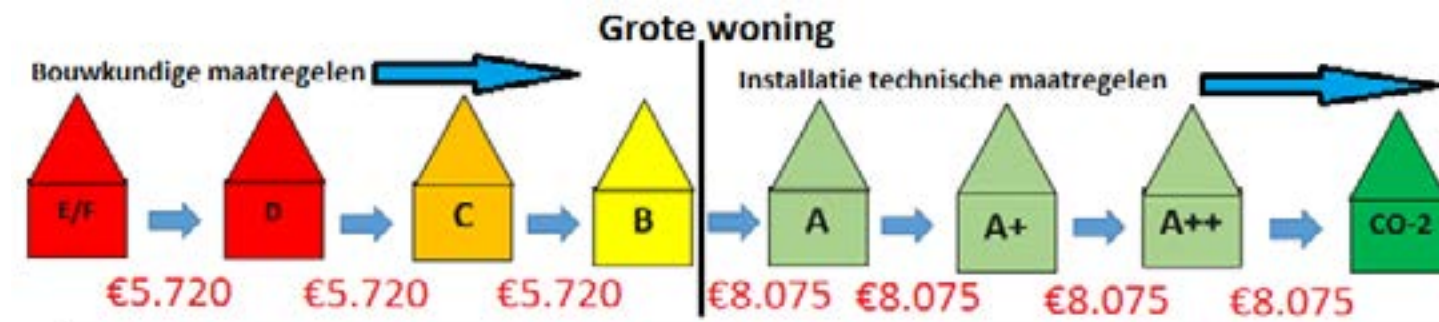 Grote woning
Bouwkundige maatregelen
Installatie technische maatregelen
E/F D C B A A+ A++ CO-2
€5.720 €5.720 €5.720 €8.075 €8.075 €8.075 €8.075